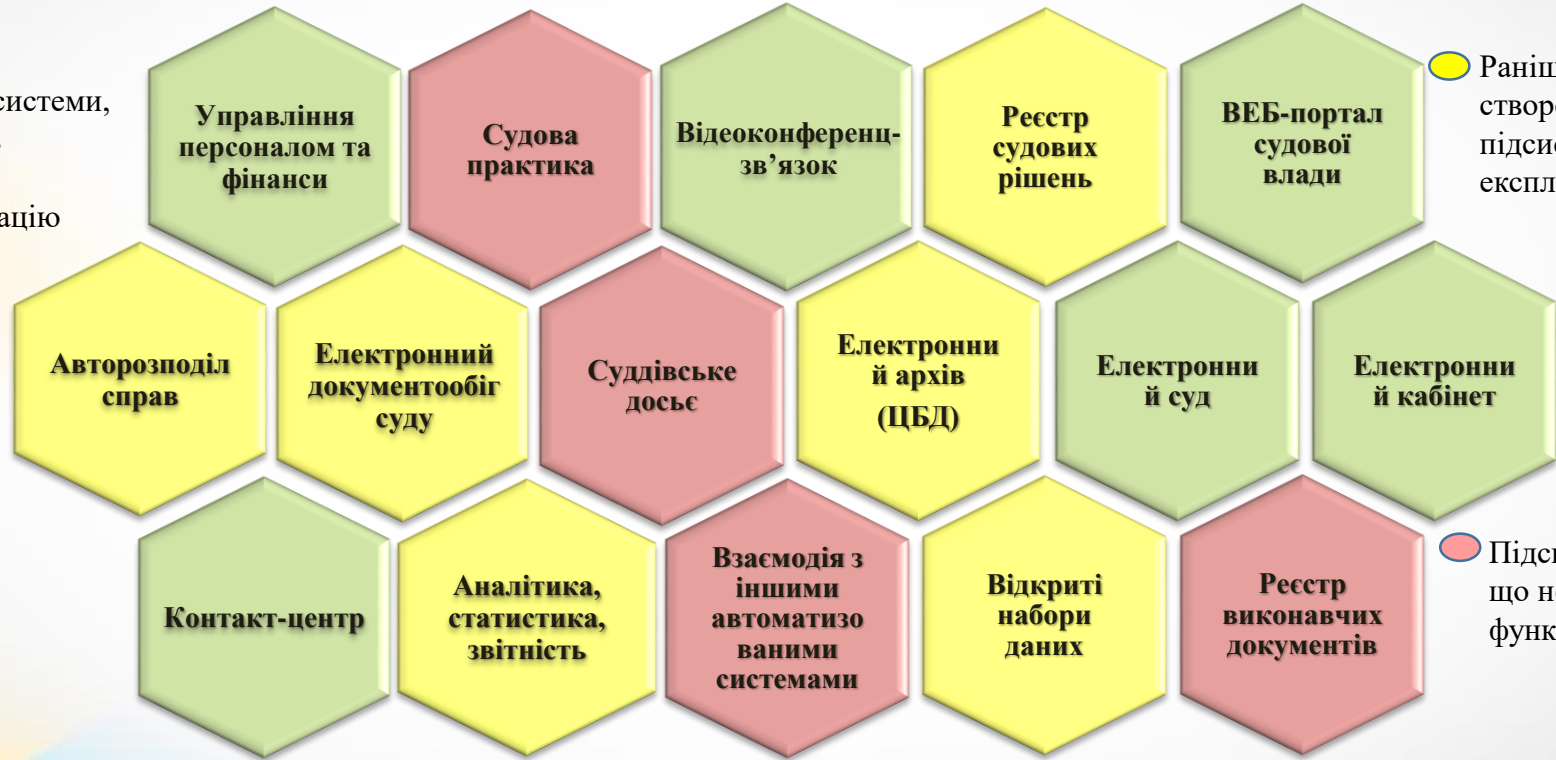 системи,
ацію
Управління
персоналом та
фінанси
Судова
практика
Відеоконференц-
зв’язок
Реєстр
судових
рішень
ВЕБ-портал
судової
влади
Раніш
створе
підсис
експл
Авторозподіл
справ
Електронний
документообіг
суду
Суддівське
досьє
Електронни
й архів
(ЦБД)
Електронни
й суд
Електронни
й кабінет
Контакт-центр
Аналітика,
статистика,
звітність
Взаємодія з
іншими
автоматизо
ваними
системами
Відкриті
набори
даних
Реєстр
виконавчих
документів
Підс
що не
функ